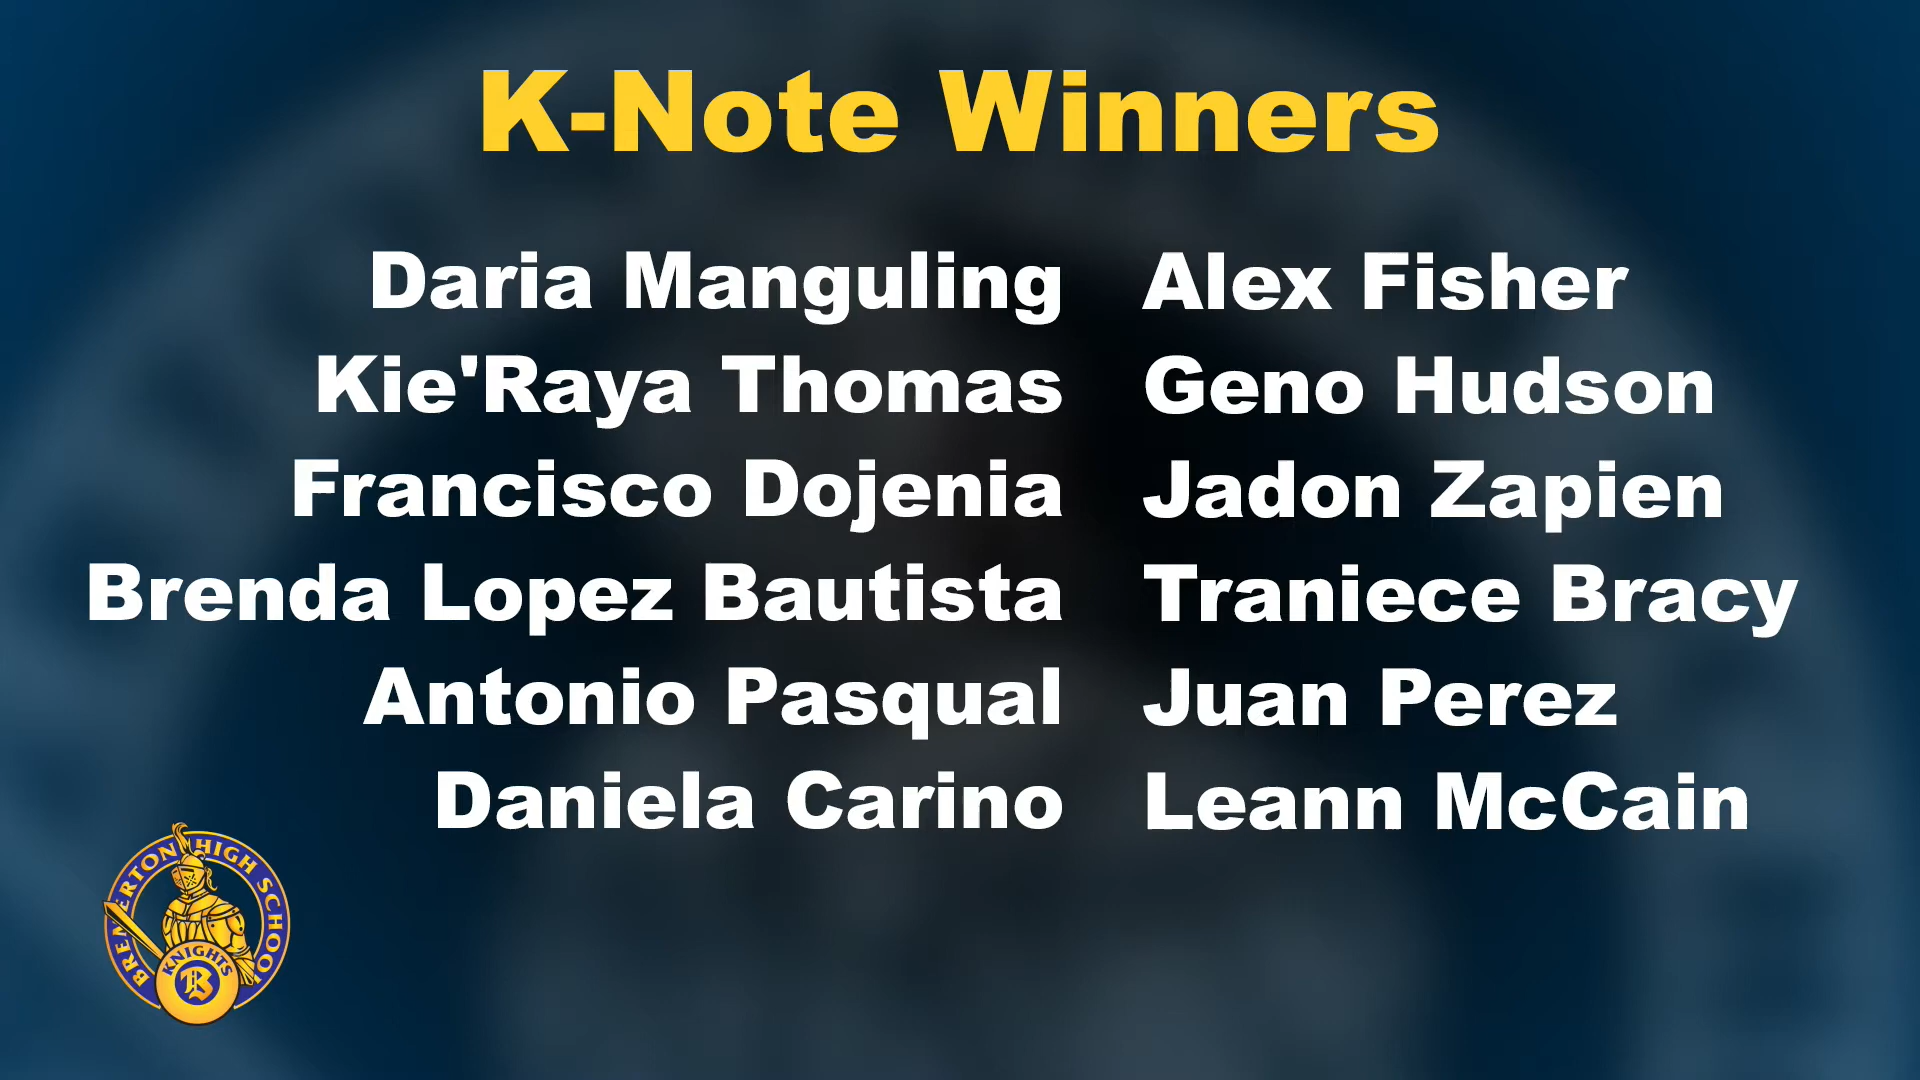 K-Note Winners
Daria Manguling
Kie'Raya Thomas
Francisco Dojenia
Brenda Lopez Bautista
Antonio Pasqual
Daniela Carino
Alex Fisher
Geno Hudson
Jadon Zapien
Traniece Bracy
Juan Perez
Leann McCain
BREMERTON HIGH SCHOOL
KNIGHTS
B